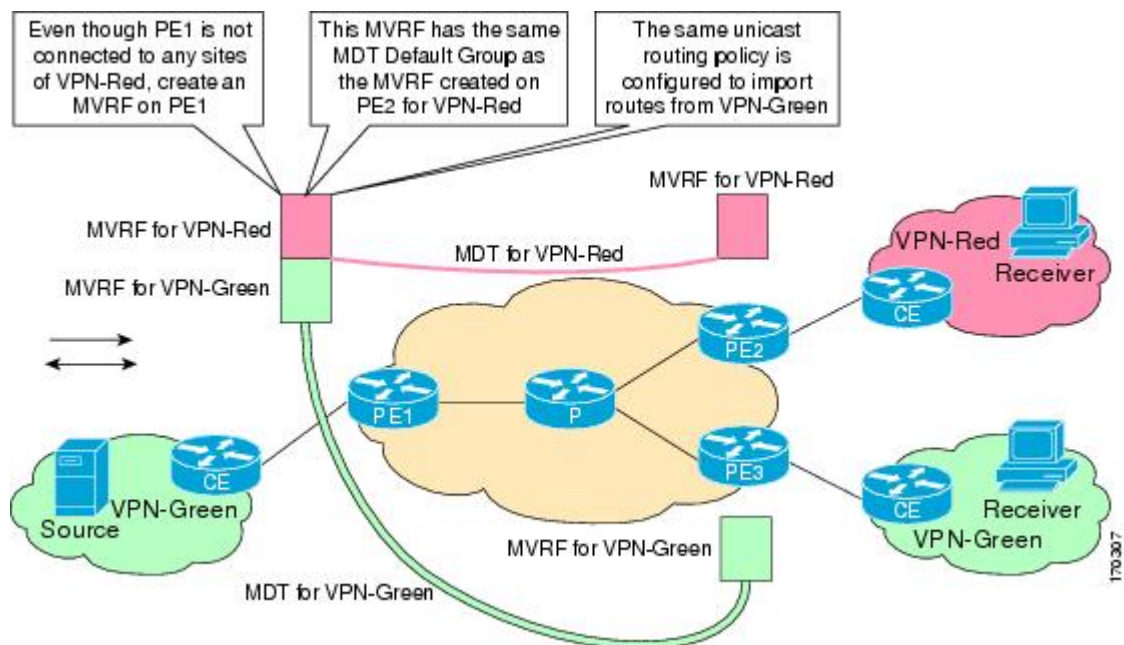 Even though PE1 is not
connected to any sites
of VPN-Red, create an
MVRF on PE1
This MVRF has the same
MDT Default Group as
the MVRF created on
PE2 for VPN-Red
The same unicast
routing policy is
configured to import
routes from VPN-Green
MVRF for VPN-Red
MVRF for VPN-Red
MDT for VPN-Red
MVRF for VPN-Green
VPN-Red
Receiver
CE
PE2
PE1
P
PE3
CE
VPN-Green
Source
CE
Receiver
VPN-Green
MVRF for VPN-Green
MDT for VPN-Green
170307